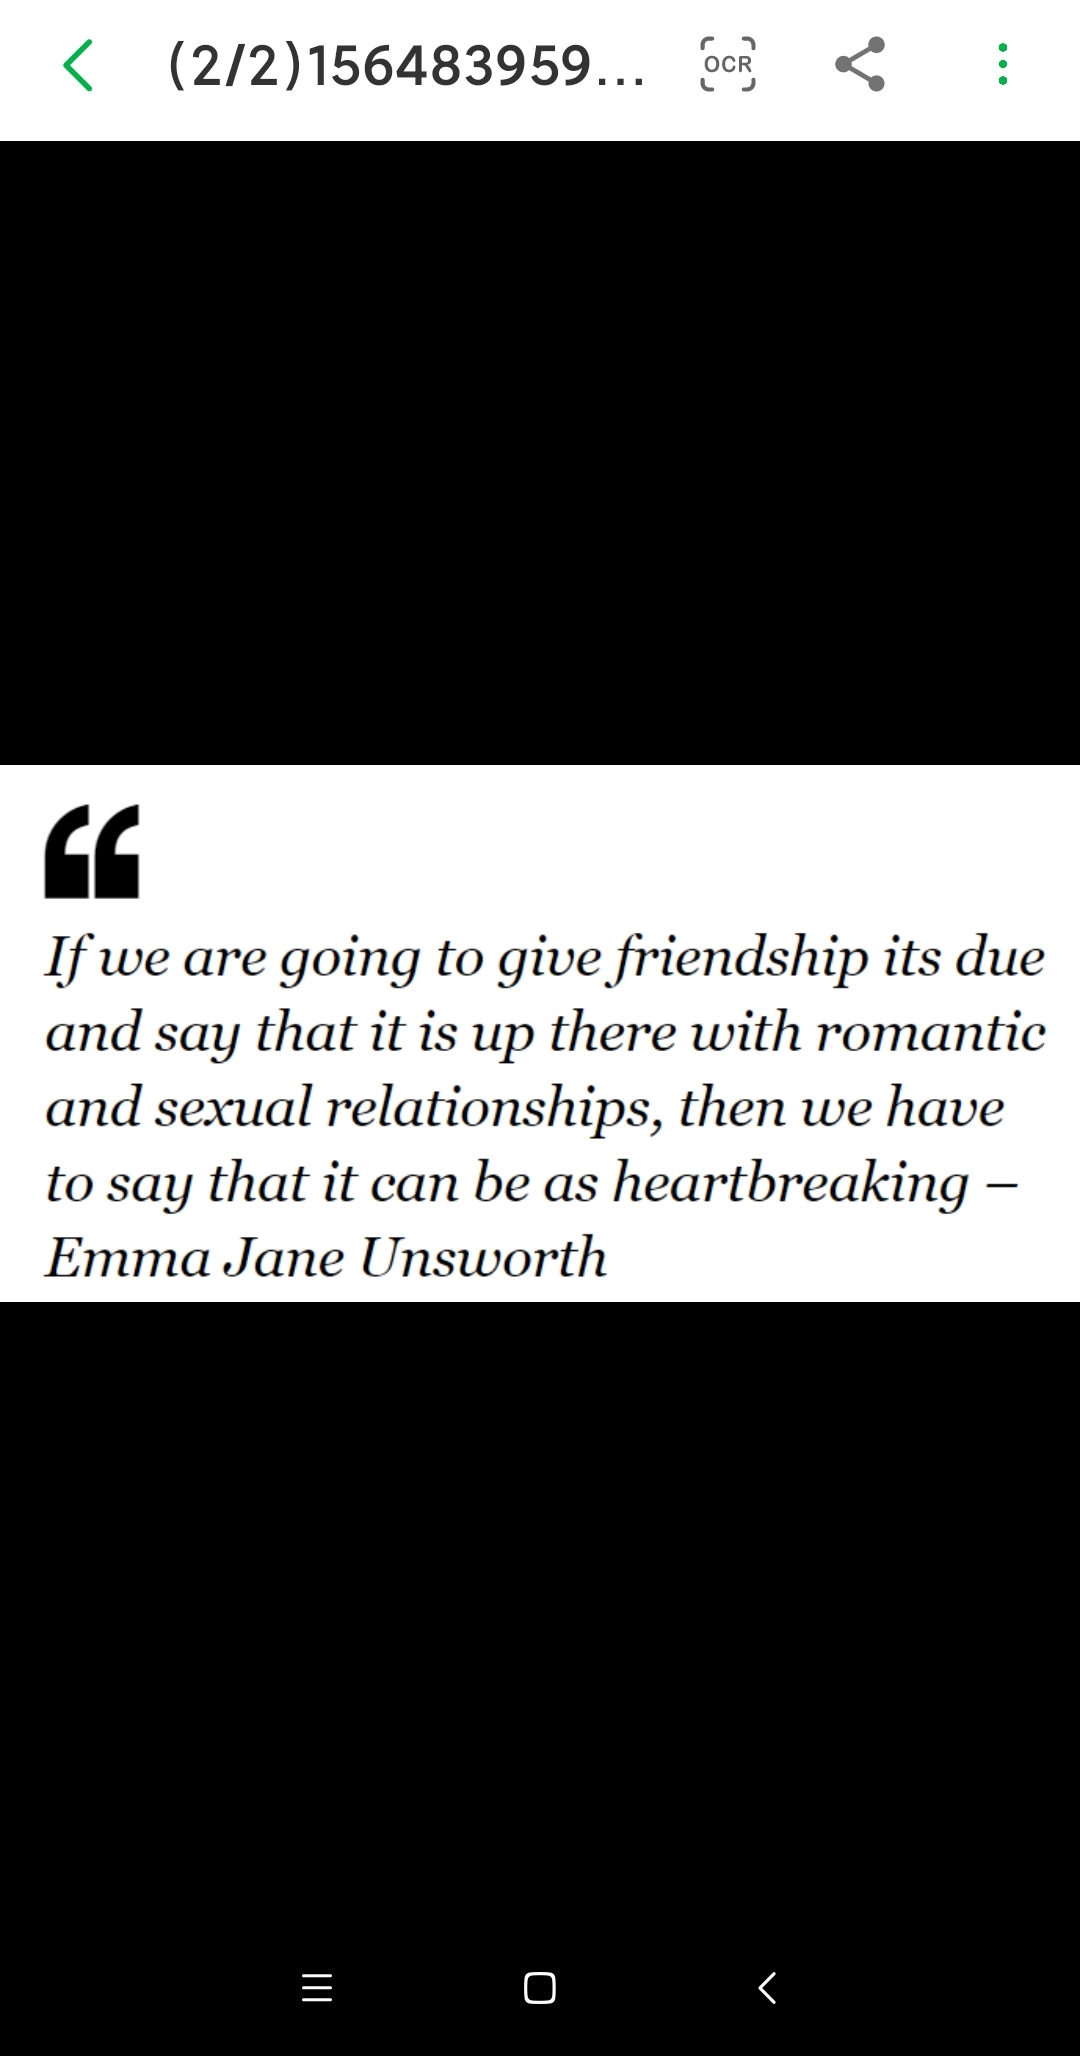 (2/2)156483959...
OCR
If we are going to give friendship its due
and say that it is up there with romantic
and sexual relationships, then we have
to say that it can be as heartbreaking –
Emma Jane Unsworth